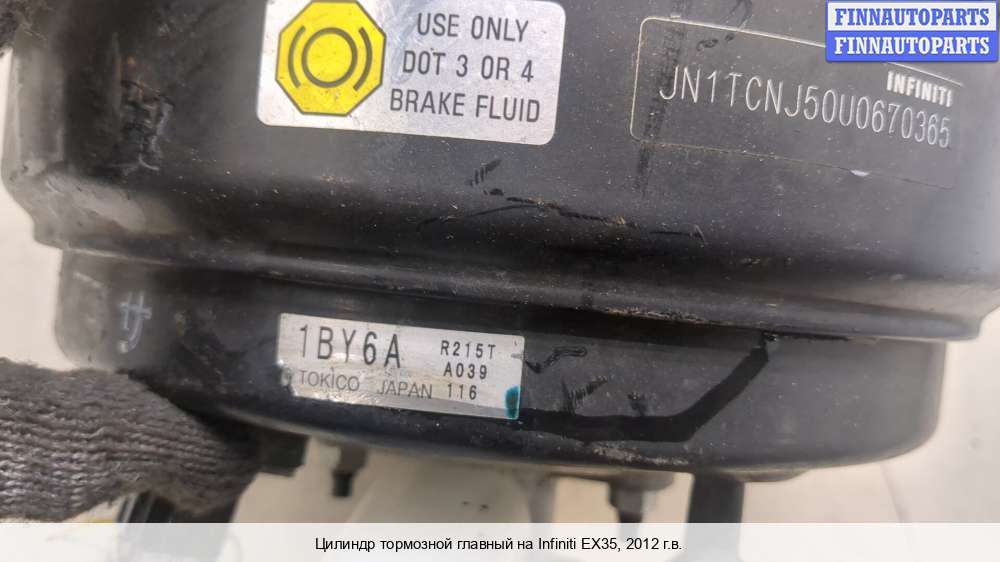 FINNAUTOPARTS
FINNAUTOPARTS
USE ONLY
DOT 3 OR 4
BRAKE FLUID
INFINITI
JN1TCNJ50U0670365
1BY6A R215T
A039
TOKICO JAPAN 116
Цилиндр тормозной главный на Infiniti EX35, 2012 г.в.